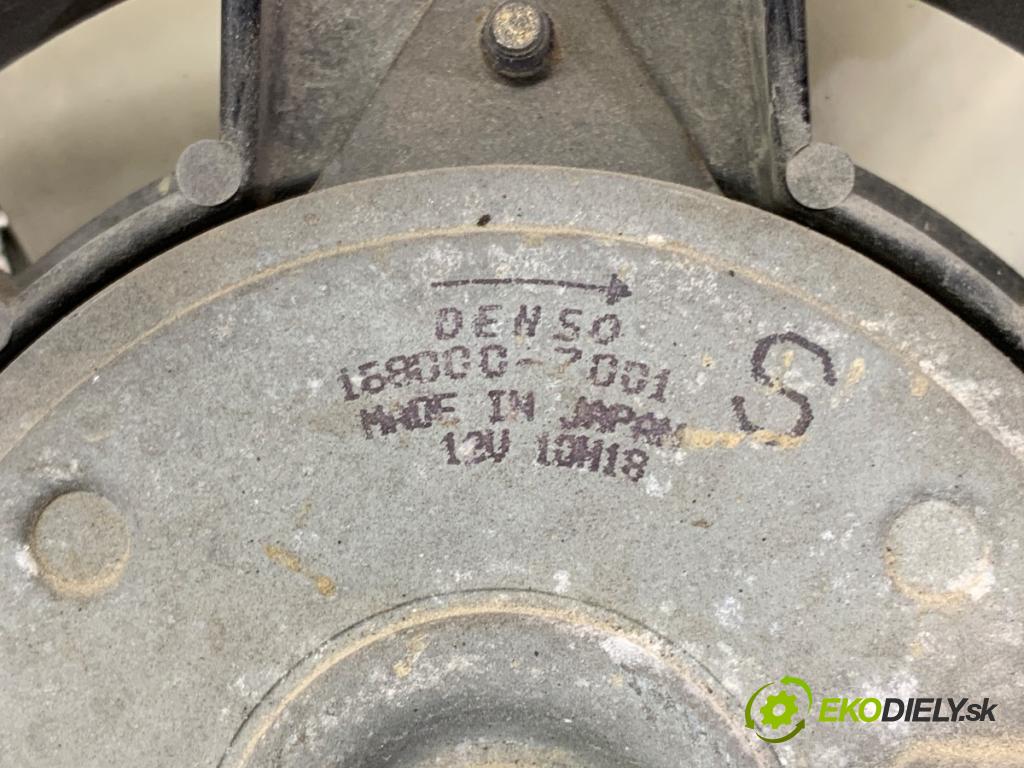 DENSO
168000-7001
S
MADE IN JAPAN
12V 10M18
EKODIELY.sk